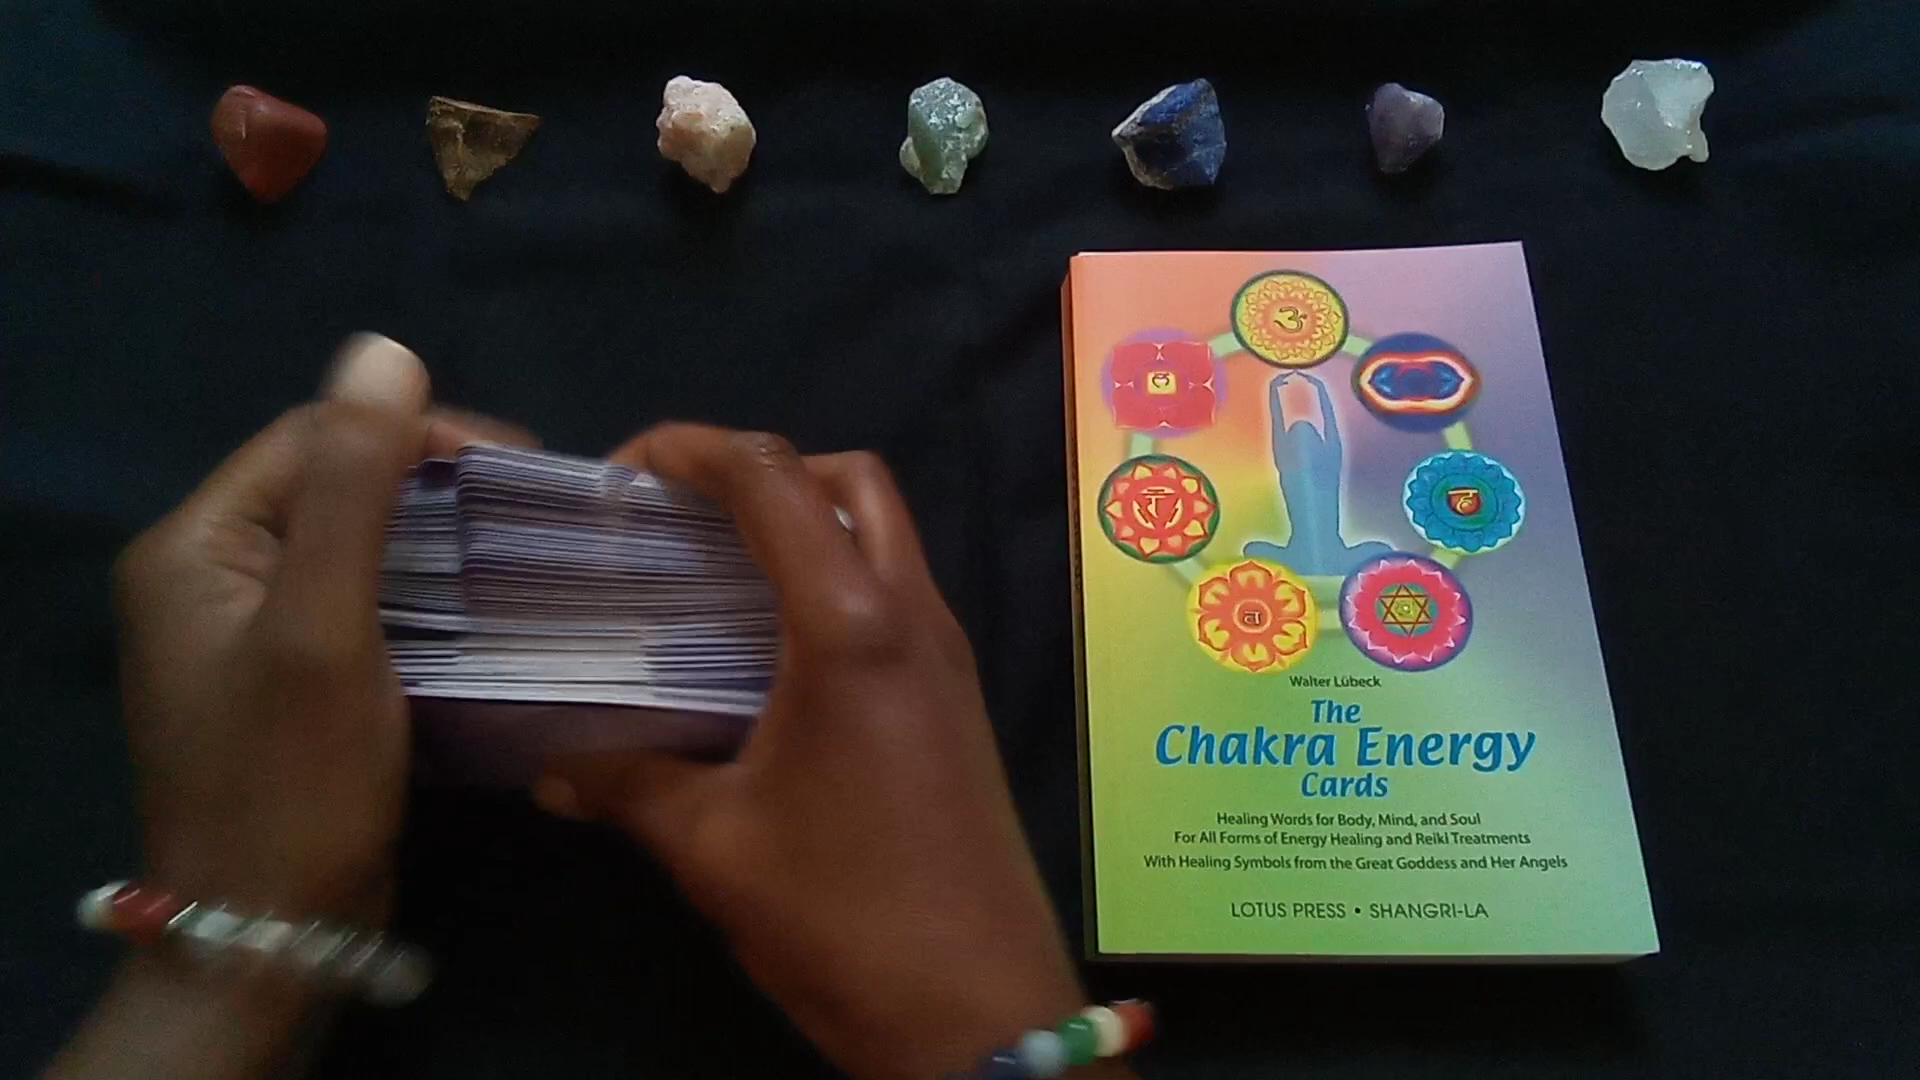 ॐ
लं
हं
रं
वं
Walter Lübeck
The
Chakra Energy
Cards
Healing Words for Body, Mind, and Soul
For All Forms of Energy Healing and Reiki Treatments
With Healing Symbols from the Great Goddess and Her Angels
LOTUS PRESS • SHANGRI-LA